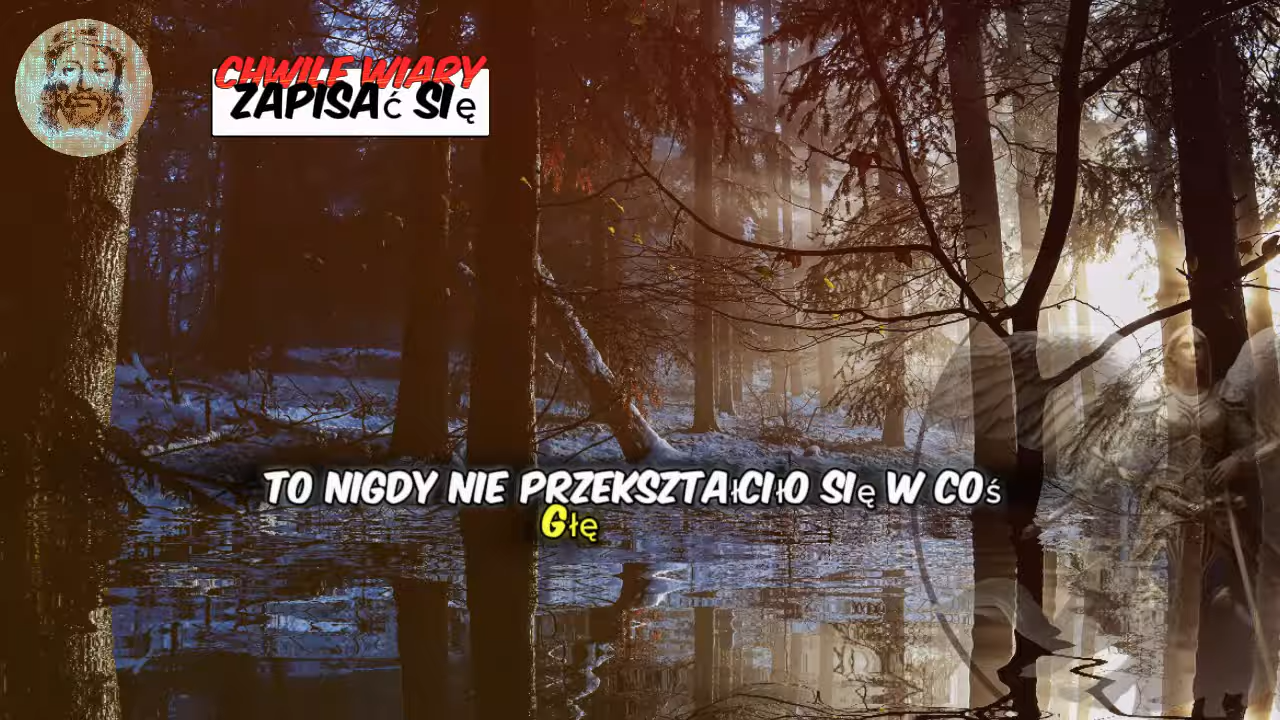 CHWILE WIARY
ZAPISAć SIę
TO NIGDY NIE PRZEKSZTAłCIłO SIę W COś
Głę